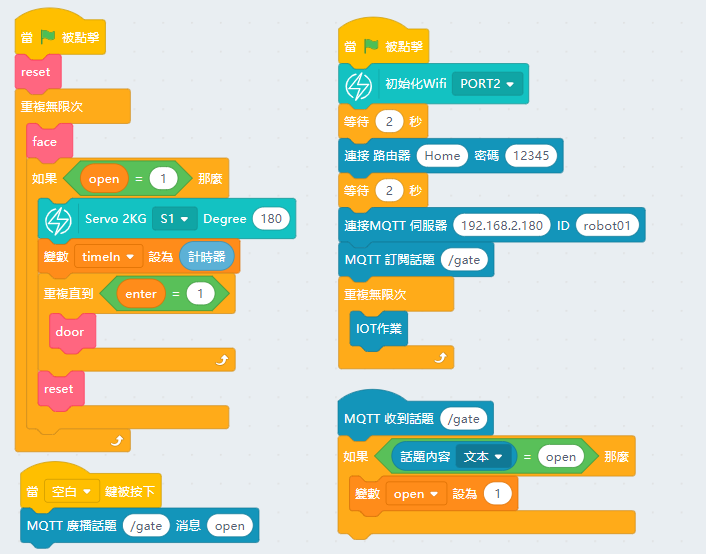 當 被點擊
reset
重複無限次
face
如果 open = 1 那麼
Servo 2KG S1 Degree 180
變數 timeIn 設為 計時器
重複直到 enter = 1
door
reset
當 空白 鍵被按下
MQTT 廣播話題 /gate 消息 open
當 被點擊
初始化Wifi PORT2
等待 2 秒
連接 路由器 Home 密碼 12345
等待 2 秒
連接MQTT 伺服器 192.168.2.180 ID robot01
MQTT 訂閱話題 /gate
重複無限次
IOT作業
MQTT 收到話題 /gate
如果 話題內容 文本 = open 那麼
變數 open 設為 1